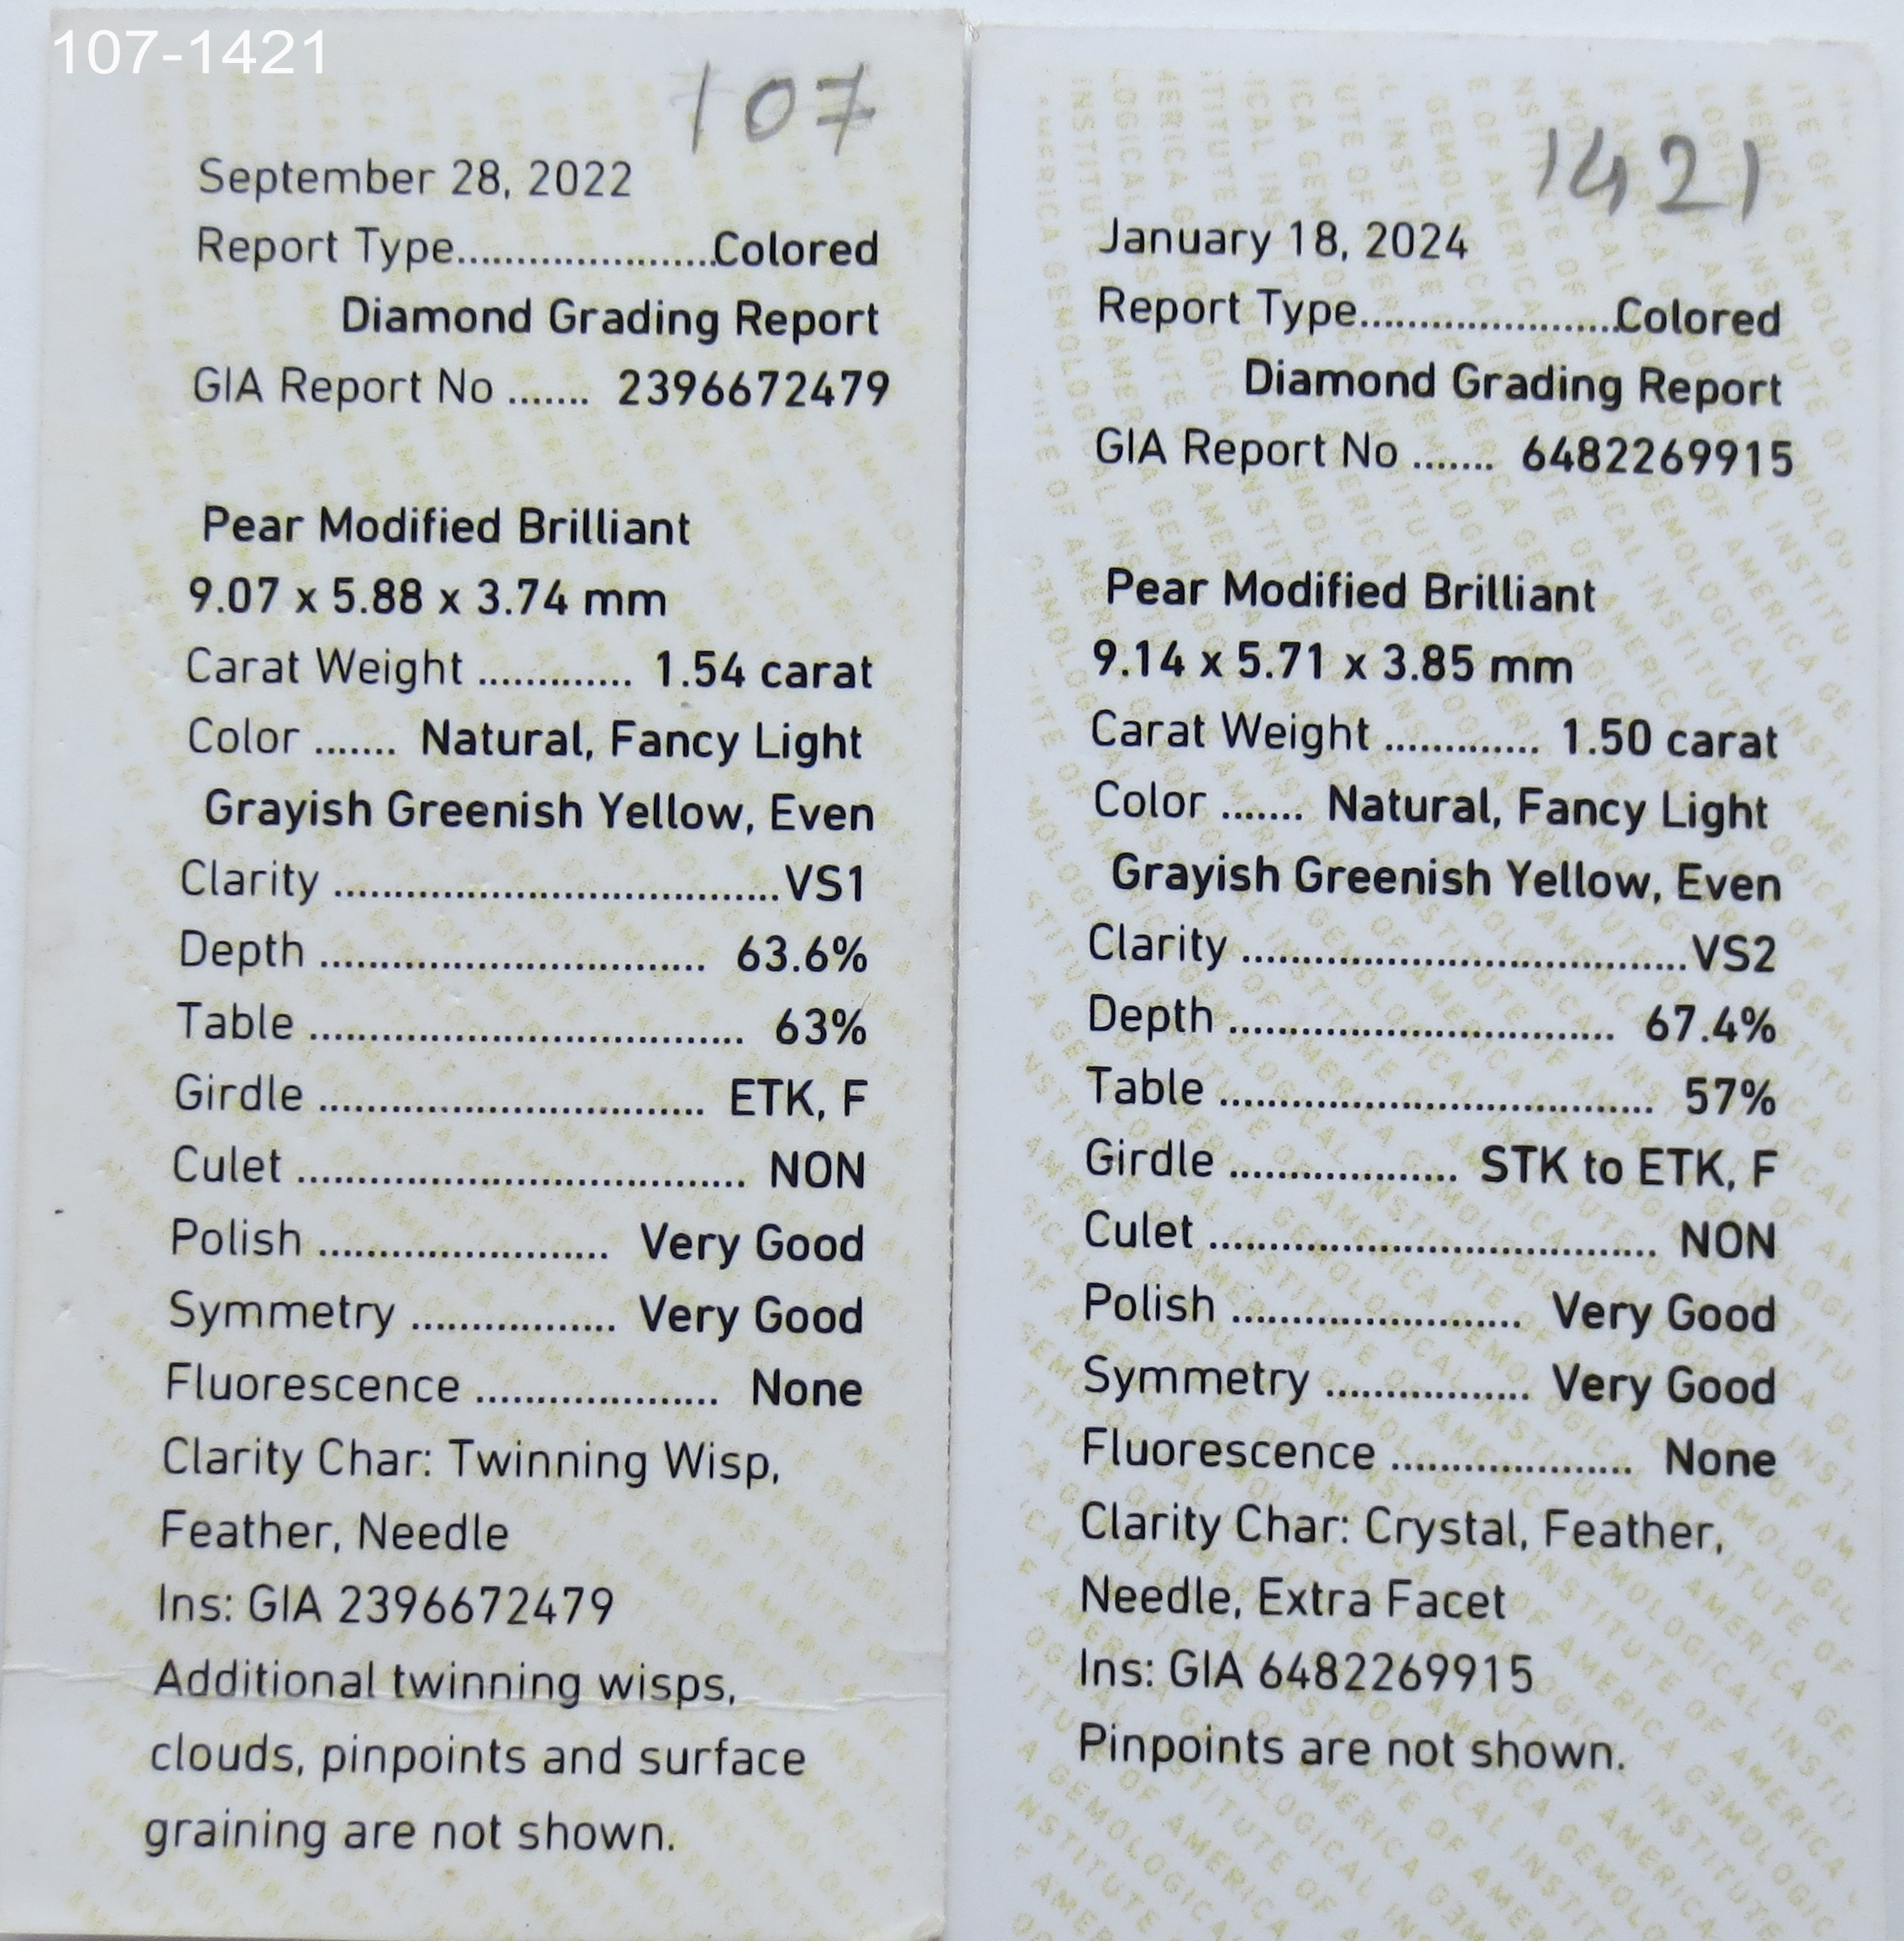 107-1421
107
September 28, 2022
Report Type......................Colored
Diamond Grading Report
GIA Report No ....... 2396672479
Pear Modified Brilliant
9.07 x 5.88 x 3.74 mm
Carat Weight ............. 1.54 carat
Color ....... Natural, Fancy Light
Grayish Greenish Yellow, Even
Clarity ......................................VS1
Depth ................................. 63.6%
Table ..................................... 63%
Girdle ................................. ETK, F
Culet ...................................... NON
Polish ......................... Very Good
Symmetry ................. Very Good
Fluorescence ..................... None
Clarity Char: Twinning Wisp,
Feather, Needle
Ins: GIA 2396672479
Additional twinning wisps,
clouds, pinpoints and surface
graining are not shown.
1421
January 18, 2024
Report Type......................Colored
Diamond Grading Report
GIA Report No ....... 6482269915
Pear Modified Brilliant
9.14 x 5.71 x 3.85 mm
Carat Weight ............. 1.50 carat
Color ....... Natural, Fancy Light
Grayish Greenish Yellow, Even
Clarity ......................................VS2
Depth ................................. 67.4%
Table ..................................... 57%
Girdle ................... STK to ETK, F
Culet ...................................... NON
Polish ......................... Very Good
Symmetry ................. Very Good
Fluorescence ..................... None
Clarity Char: Crystal, Feather,
Needle, Extra Facet
Ins: GIA 6482269915
Pinpoints are not shown.